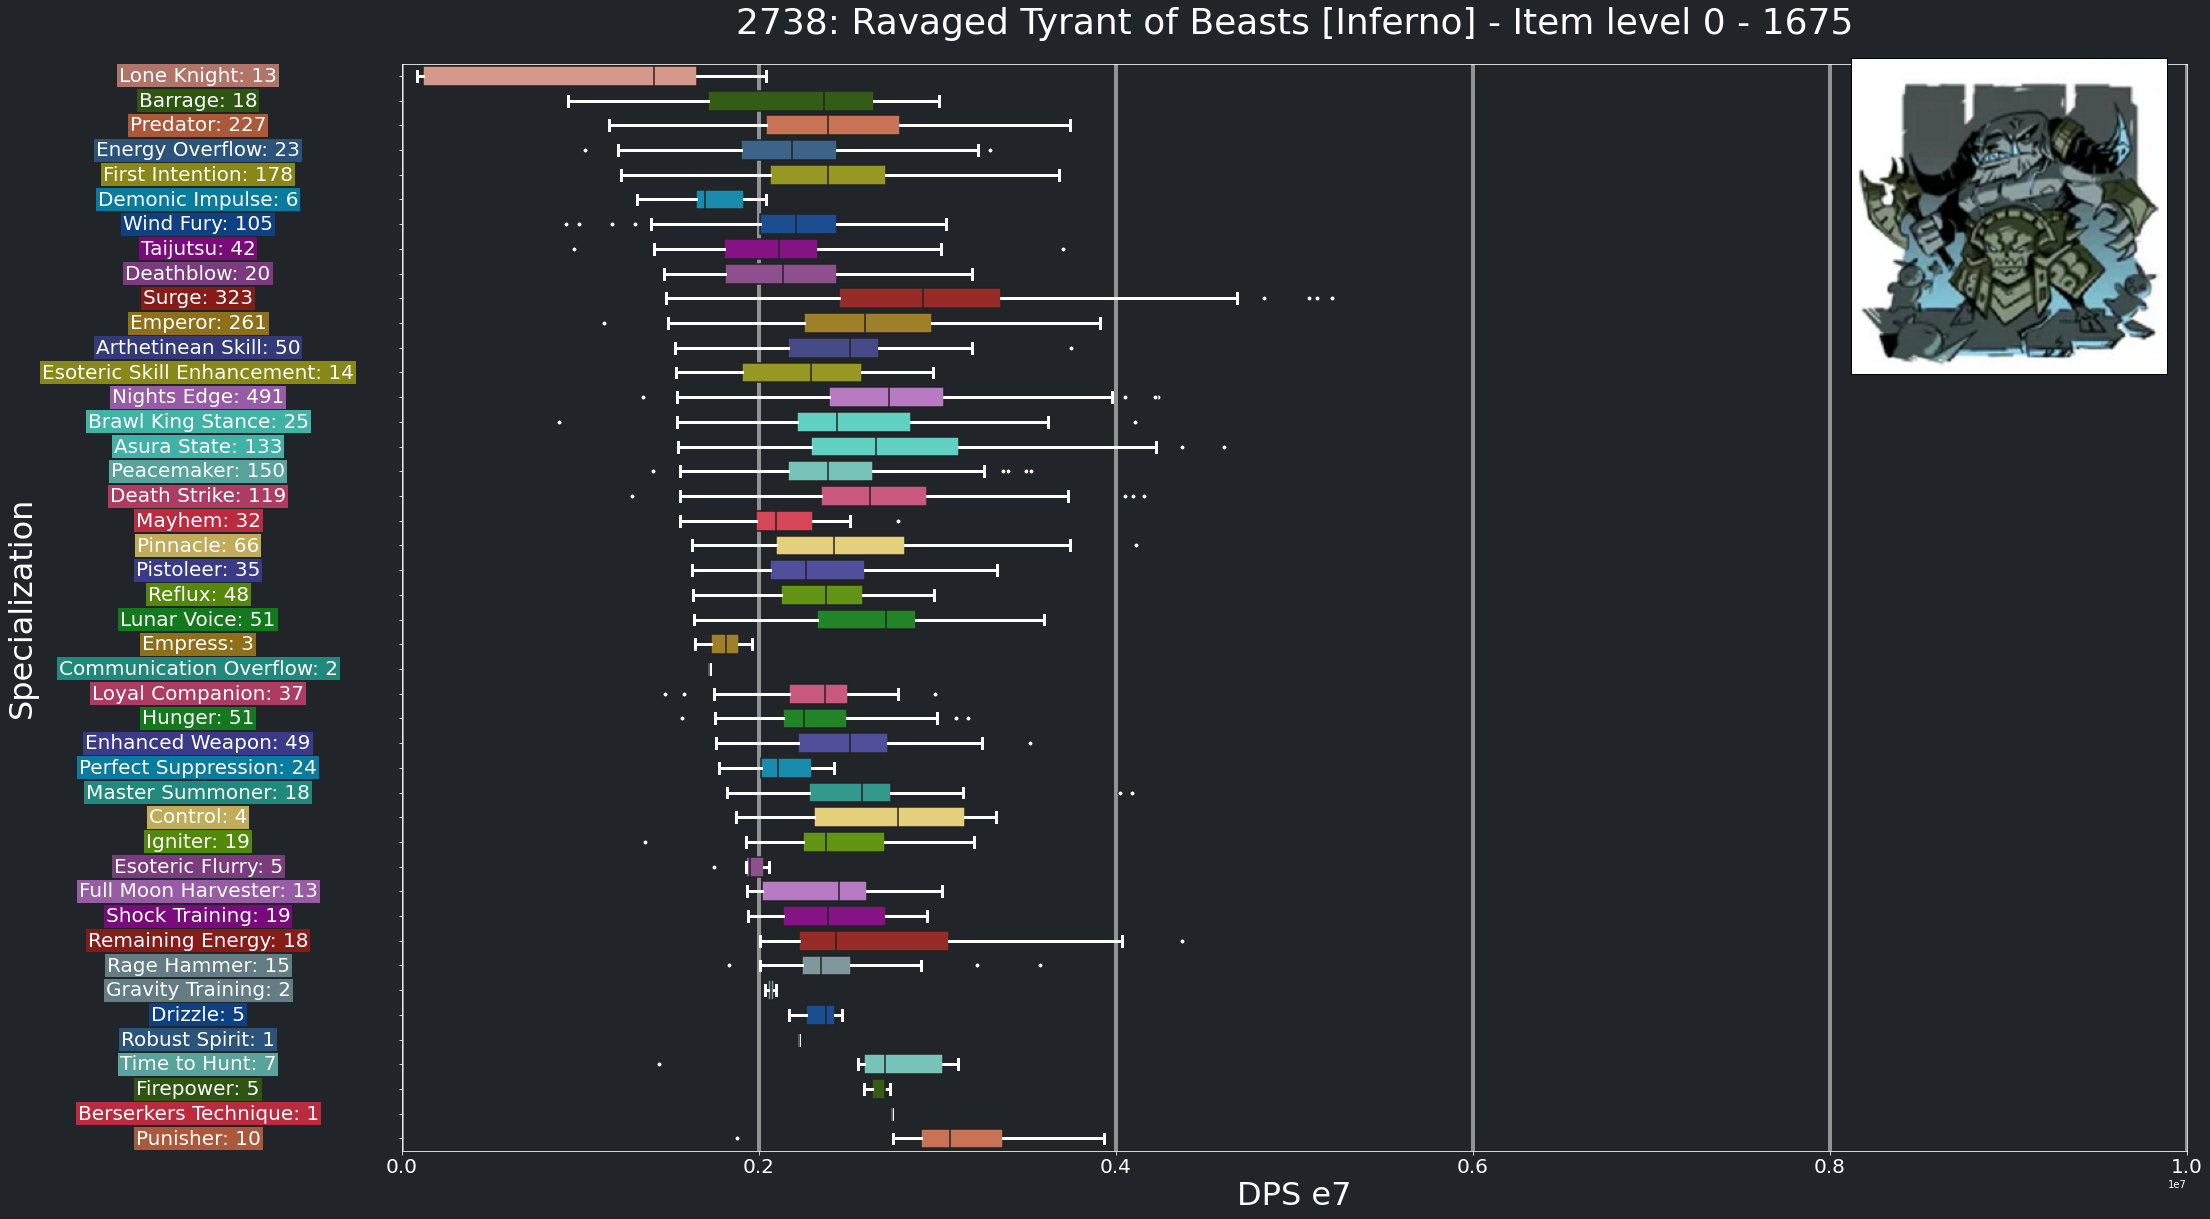 2738: Ravaged Tyrant of Beasts [Inferno] - Item level 0 - 1675
Lone Knight: 13
Barrage: 18
Predator: 227
Energy Overflow: 23
First Intention: 178
Demonic Impulse: 6
Wind Fury: 105
Taijutsu: 42
Deathblow: 20
Surge: 323
Emperor: 261
Arthetinean Skill: 50
Esoteric Skill Enhancement: 14
Nights Edge: 491
Brawl King Stance: 25
Asura State: 133
Peacemaker: 150
Death Strike: 119
Mayhem: 32
Pinnacle: 66
Pistoleer: 35
Reflux: 48
Lunar Voice: 51
Empress: 3
Communication Overflow: 2
Loyal Companion: 37
Hunger: 51
Enhanced Weapon: 49
Perfect Suppression: 24
Master Summoner: 18
Control: 4
Igniter: 19
Esoteric Flurry: 5
Full Moon Harvester: 13
Shock Training: 19
Remaining Energy: 18
Rage Hammer: 15
Gravity Training: 2
Drizzle: 5
Robust Spirit: 1
Time to Hunt: 7
Firepower: 5
Berserkers Technique: 1
Punisher: 10
Specialization
0.0 0.2 0.4 0.6 0.8 1.0
1e7
DPS e7